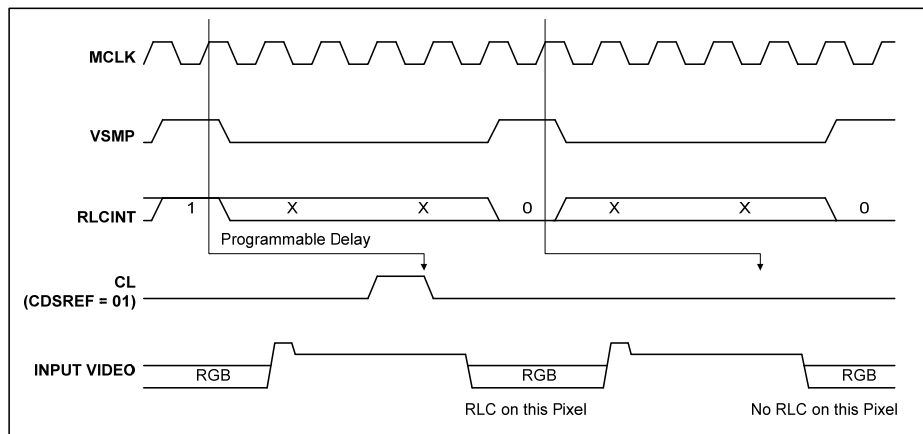 MCLK
VSMP
RLCINT
1 X X 0 X X 0
Programmable Delay
CL
(CDSREF = 01)
INPUT VIDEO
RGB RGB RGB
RLC on this Pixel No RLC on this Pixel